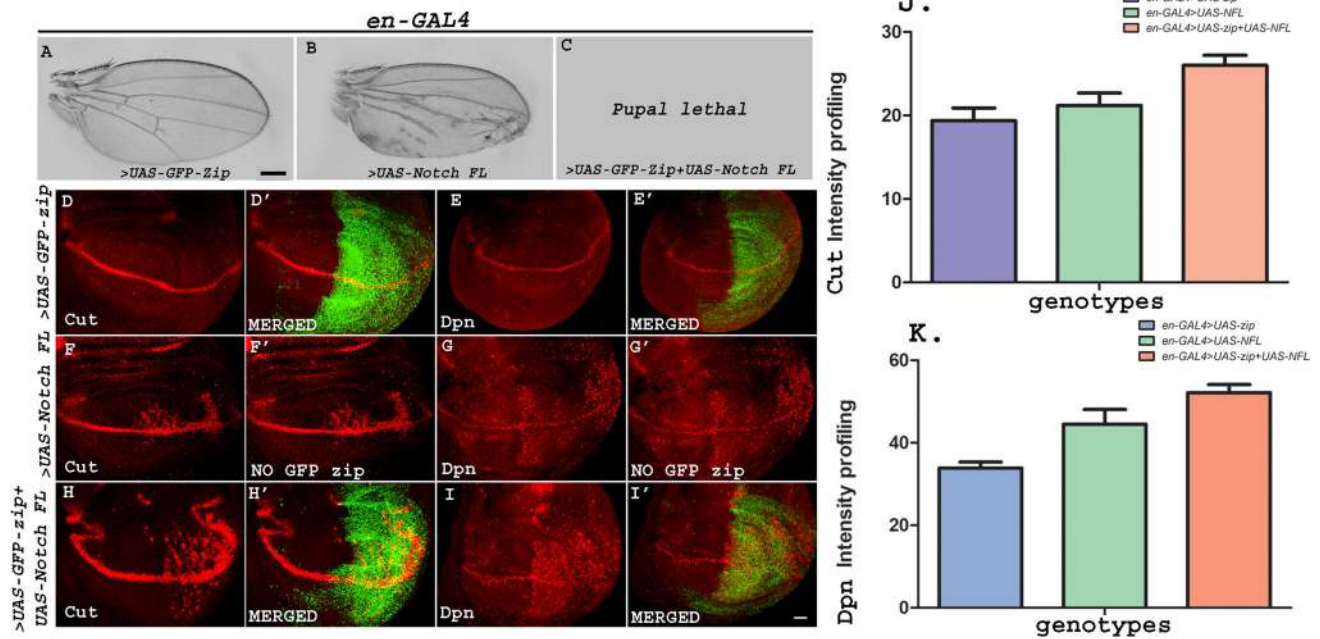 en-GAL4
A
B
C
Pupal lethal
>UAS-GFP-Zip
>UAS-Notch FL
>UAS-GFP-Zip+UAS-Notch FL
>UAS-GFP-zip
D
D'
E
E'
Cut
MERGED
Dpn
MERGED
>UAS-Notch FL
F
F'
G
G'
Cut
NO GFP zip
Dpn
NO GFP zip
>UAS-GFP-zip+
UAS-Notch FL
H
H'
I
I'
Cut
MERGED
Dpn
MERGED
J.
en-GAL4>UAS-NFL
en-GAL4>UAS-zip+UAS-NFL
Cut Intensity profiling
30
20
10
0
genotypes
K.
en-GAL4>UAS-zip
en-GAL4>UAS-NFL
en-GAL4>UAS-zip+UAS-NFL
Dpn Intensity profiling
60
40
20
0
genotypes